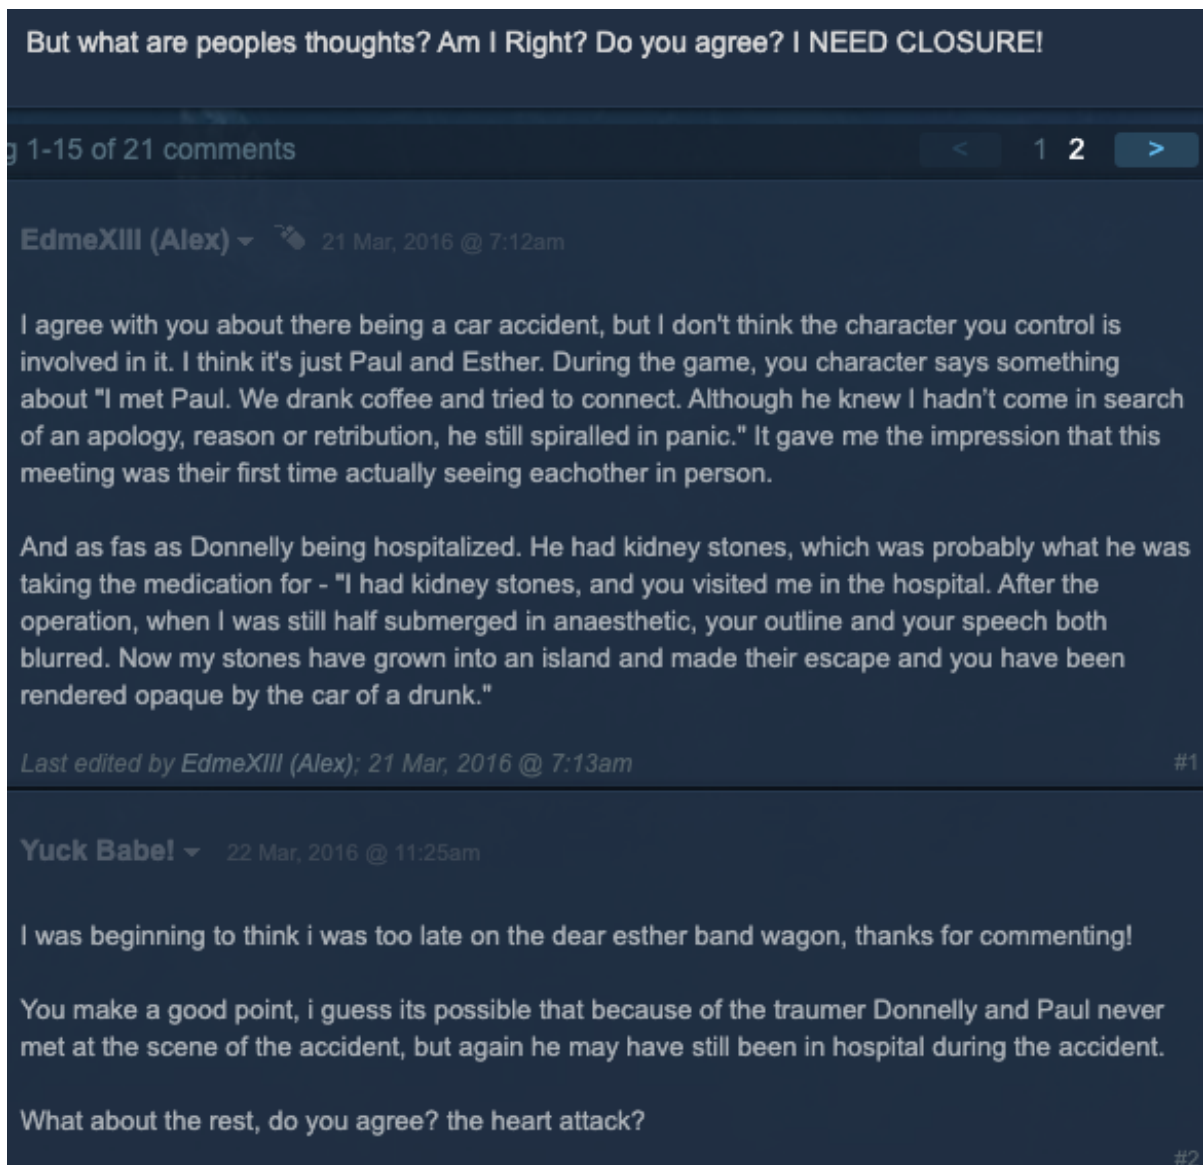 But what are peoples thoughts? Am I Right? Do you agree? I NEED CLOSURE!
g 1-15 of 21 comments
< 1 2 >
EdmeXIII (Alex) 21 Mar, 2016 @ 7:12am
I agree with you about there being a car accident, but I don't think the character you control is
involved in it. I think it's just Paul and Esther. During the game, you character says something
about "I met Paul. We drank coffee and tried to connect. Although he knew I hadn't come in search
of an apology, reason or retribution, he still spiralled in panic." It gave me the impression that this
meeting was their first time actually seeing eachother in person.
And as fas as Donnelly being hospitalized. He had kidney stones, which was probably what he was
taking the medication for - "I had kidney stones, and you visited me in the hospital. After the
operation, when I was still half submerged in anaesthetic, your outline and your speech both
blurred. Now my stones have grown into an island and made their escape and you have been
rendered opaque by the car of a drunk."
Last edited by EdmeXIII (Alex); 21 Mar, 2016 @ 7:13am #1
Yuck Babe! 22 Mar, 2016 @ 11:25am
I was beginning to think i was too late on the dear esther band wagon, thanks for commenting!
You make a good point, i guess its possible that because of the traumer Donnelly and Paul never
met at the scene of the accident, but again he may have still been in hospital during the accident.
What about the rest, do you agree? the heart attack?
#2